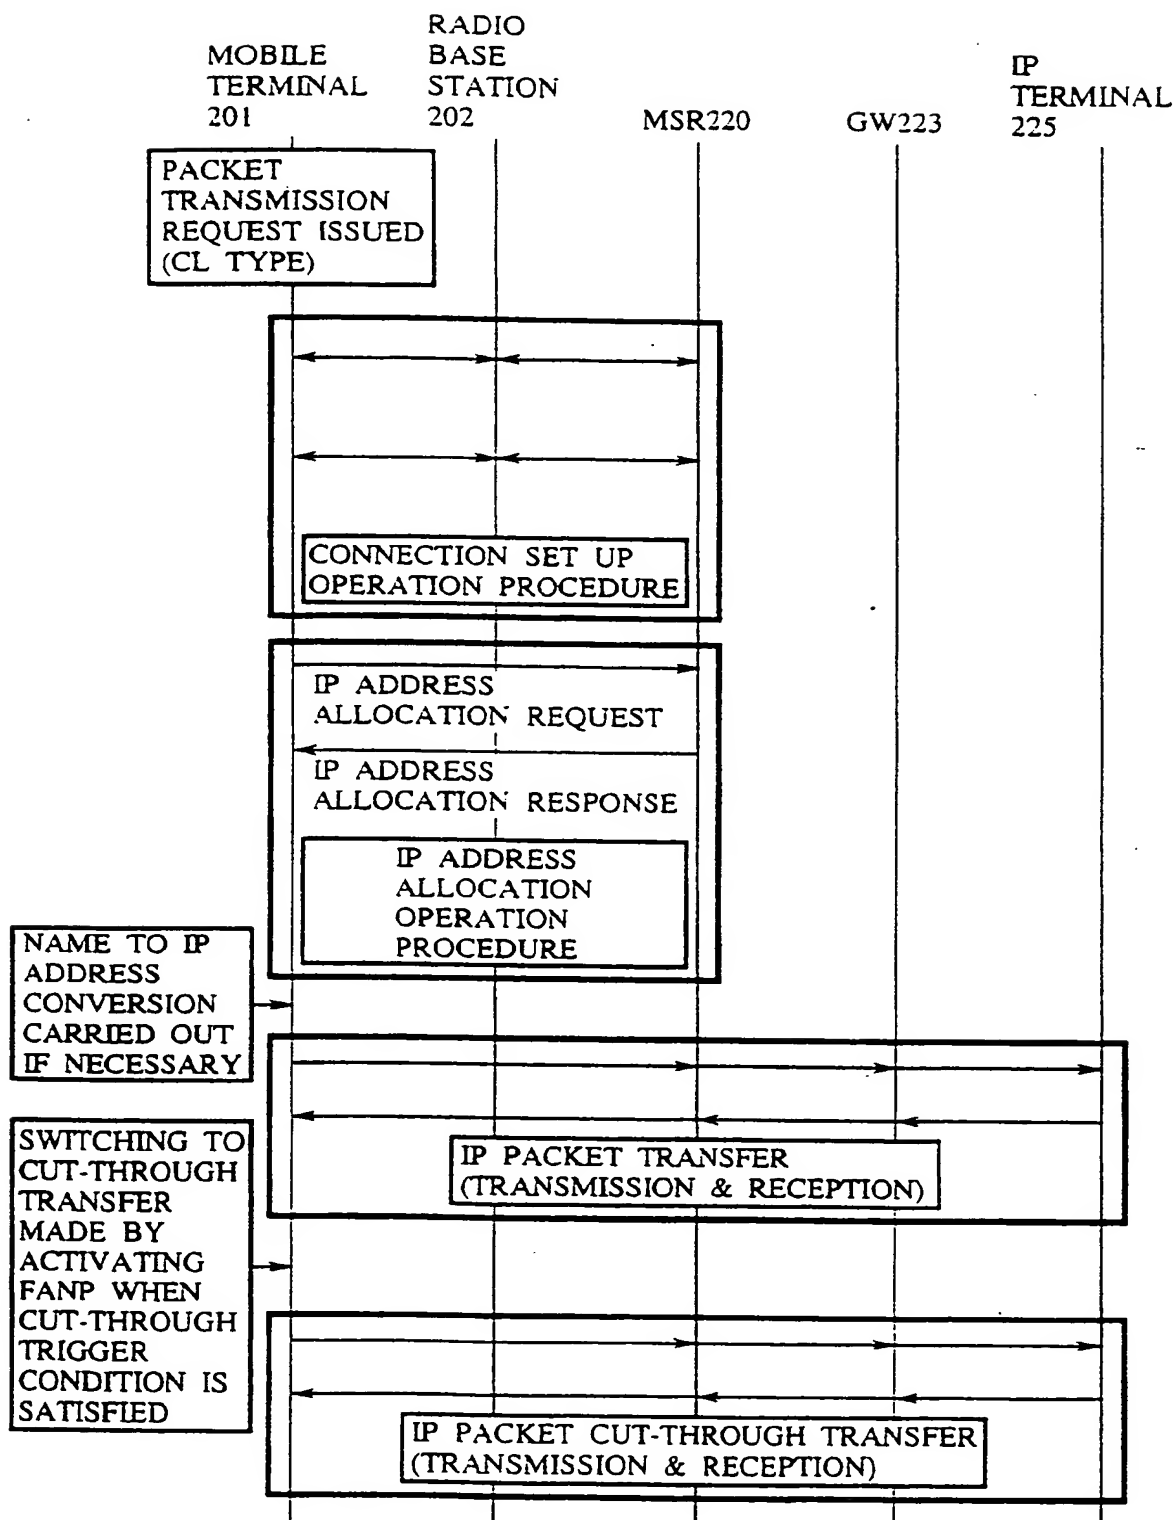 MOBILE
TERMINAL
201
RADIO
BASE
STATION
202
MSR220
GW223
IP
TERMINAL
225
PACKET
TRANSMISSION
REQUEST ISSUED
(CL TYPE)
CONNECTION SET UP
OPERATION PROCEDURE
IP ADDRESS
ALLOCATION REQUEST
IP ADDRESS
ALLOCATION RESPONSE
IP ADDRESS
ALLOCATION
OPERATION
PROCEDURE
NAME TO IP
ADDRESS
CONVERSION
CARRIED OUT
IF NECESSARY
IP PACKET TRANSFER
(TRANSMISSION & RECEPTION)
SWITCHING TO
CUT-THROUGH
TRANSFER
MADE BY
ACTIVATING
FANP WHEN
CUT-THROUGH
TRIGGER
CONDITION IS
SATISFIED
IP PACKET CUT-THROUGH TRANSFER
(TRANSMISSION & RECEPTION)